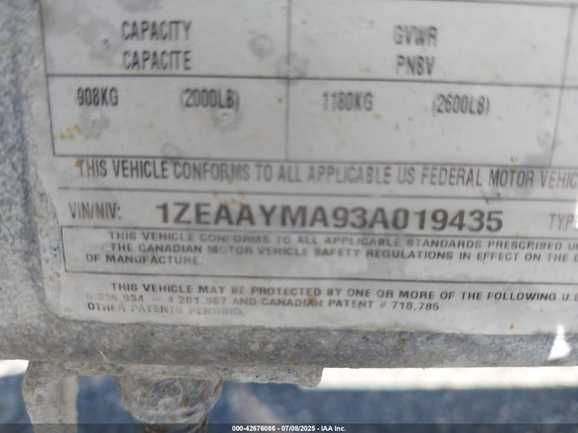 CAPACITY GVWR
CAPACITE PNBV
908KG (2000LB) 1180KG (2600LB)
THIS VEHICLE CONFORMS TO ALL APPLICABLE US FEDERAL MOTOR VEHIC
VIN/NIV: 1ZEAAYMA93A019435 TYP
THIS VEHICLE CONFORMS TO ALL APPLICABLE STANDARDS PRESCRIBED U
THE CANADIAN MOTOR VEHICLE SAFETY REGULATIONS IN EFFECT ON THE D
OF MANUFACTURE.
THIS VEHICLE MAY BE PROTECTED BY ONE OR MORE OF THE FOLLOWING U.S
AND CANADIAN PATENT # 718,785
OTHER PATENTS PENDING.
000-42676086 - 07/08/2025 - IAA Inc.